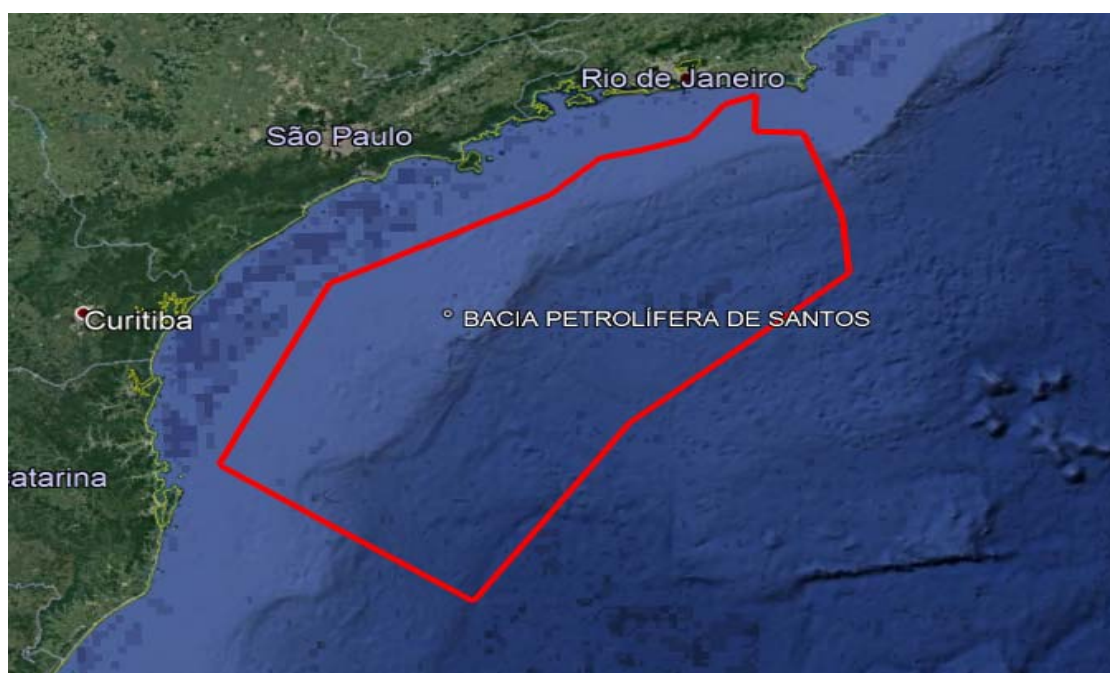 Rio de Janeiro
São Paulo
BACIA PETROLÍFERA DE SANTOS
Curitiba
atarina